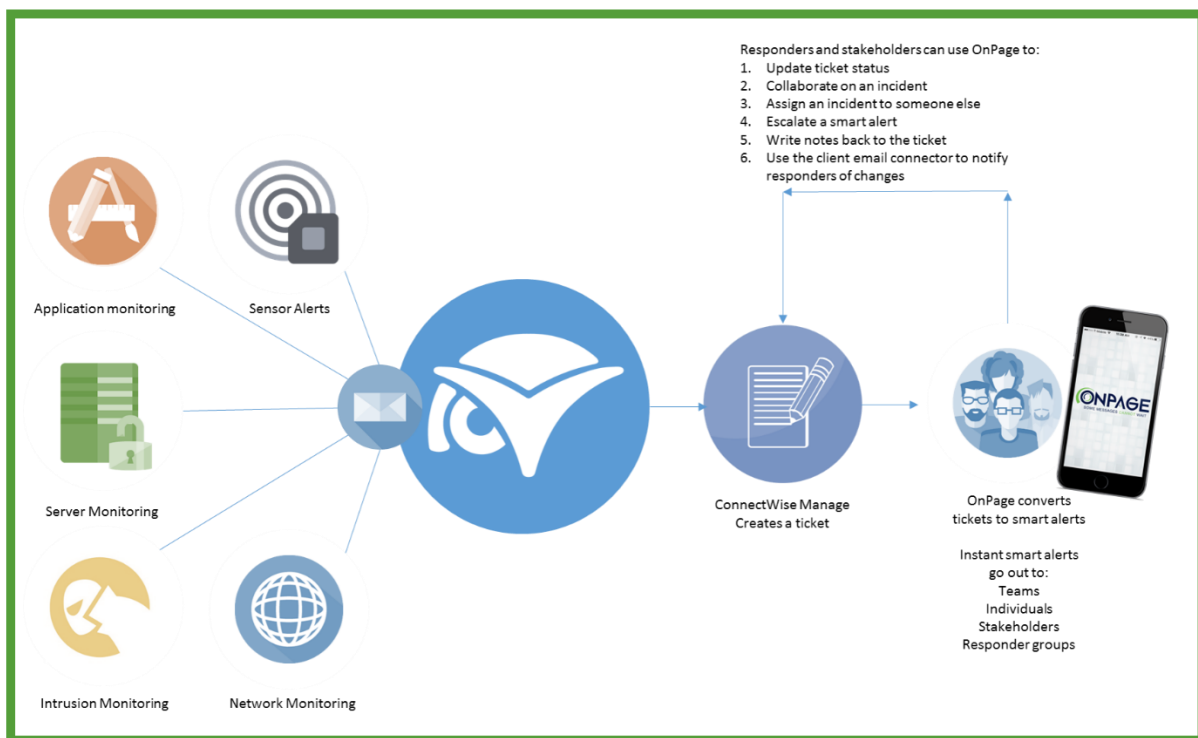 Responders and stakeholders can use OnPage to:
1. Update ticket status
2. Collaborate on an incident
3. Assign an incident to someone else
4. Escalate a smart alert
5. Write notes back to the ticket
6. Use the client email connector to notify
responders of changes
Application monitoring
Sensor Alerts
Server Monitoring
Intrusion Monitoring
Network Monitoring
ConnectWise Manage
Creates a ticket
ONPAGE
OnPage converts
tickets to smart alerts
Instant smart alerts
go out to:
Teams
Individuals
Stakeholders
Responder groups